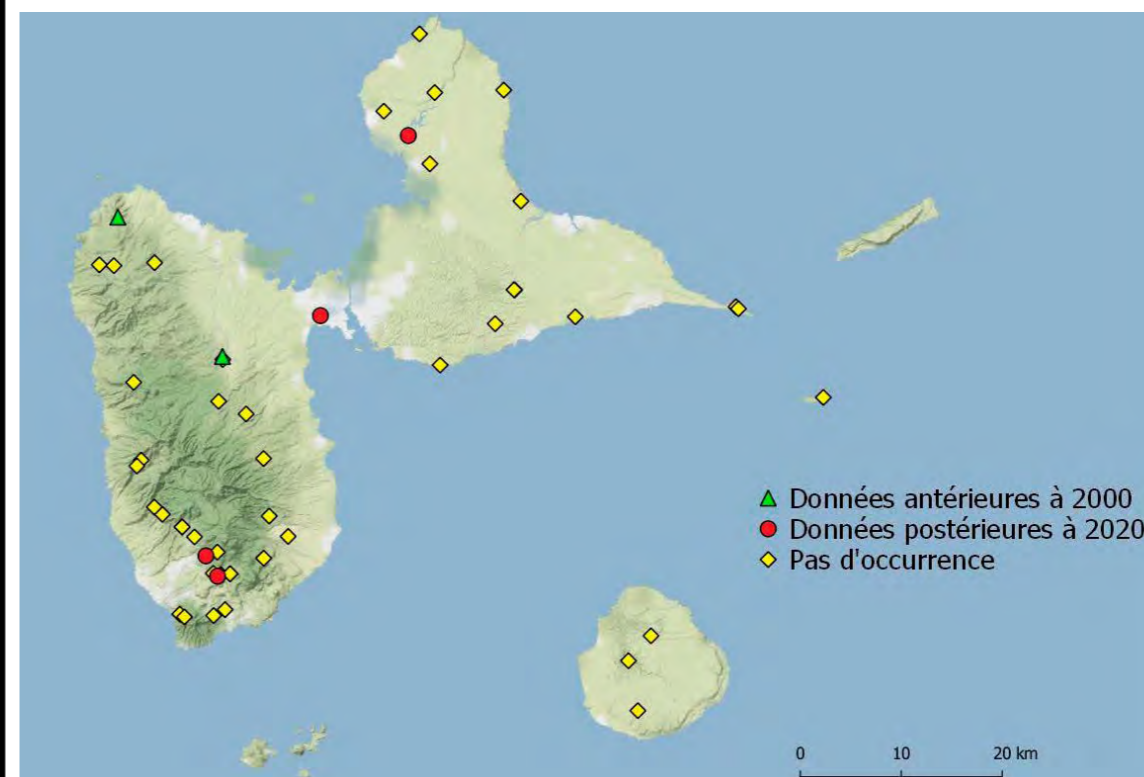 Données antérieures à 2000
Données postérieures à 2020
Pas d'occurrence
0 10 20 km